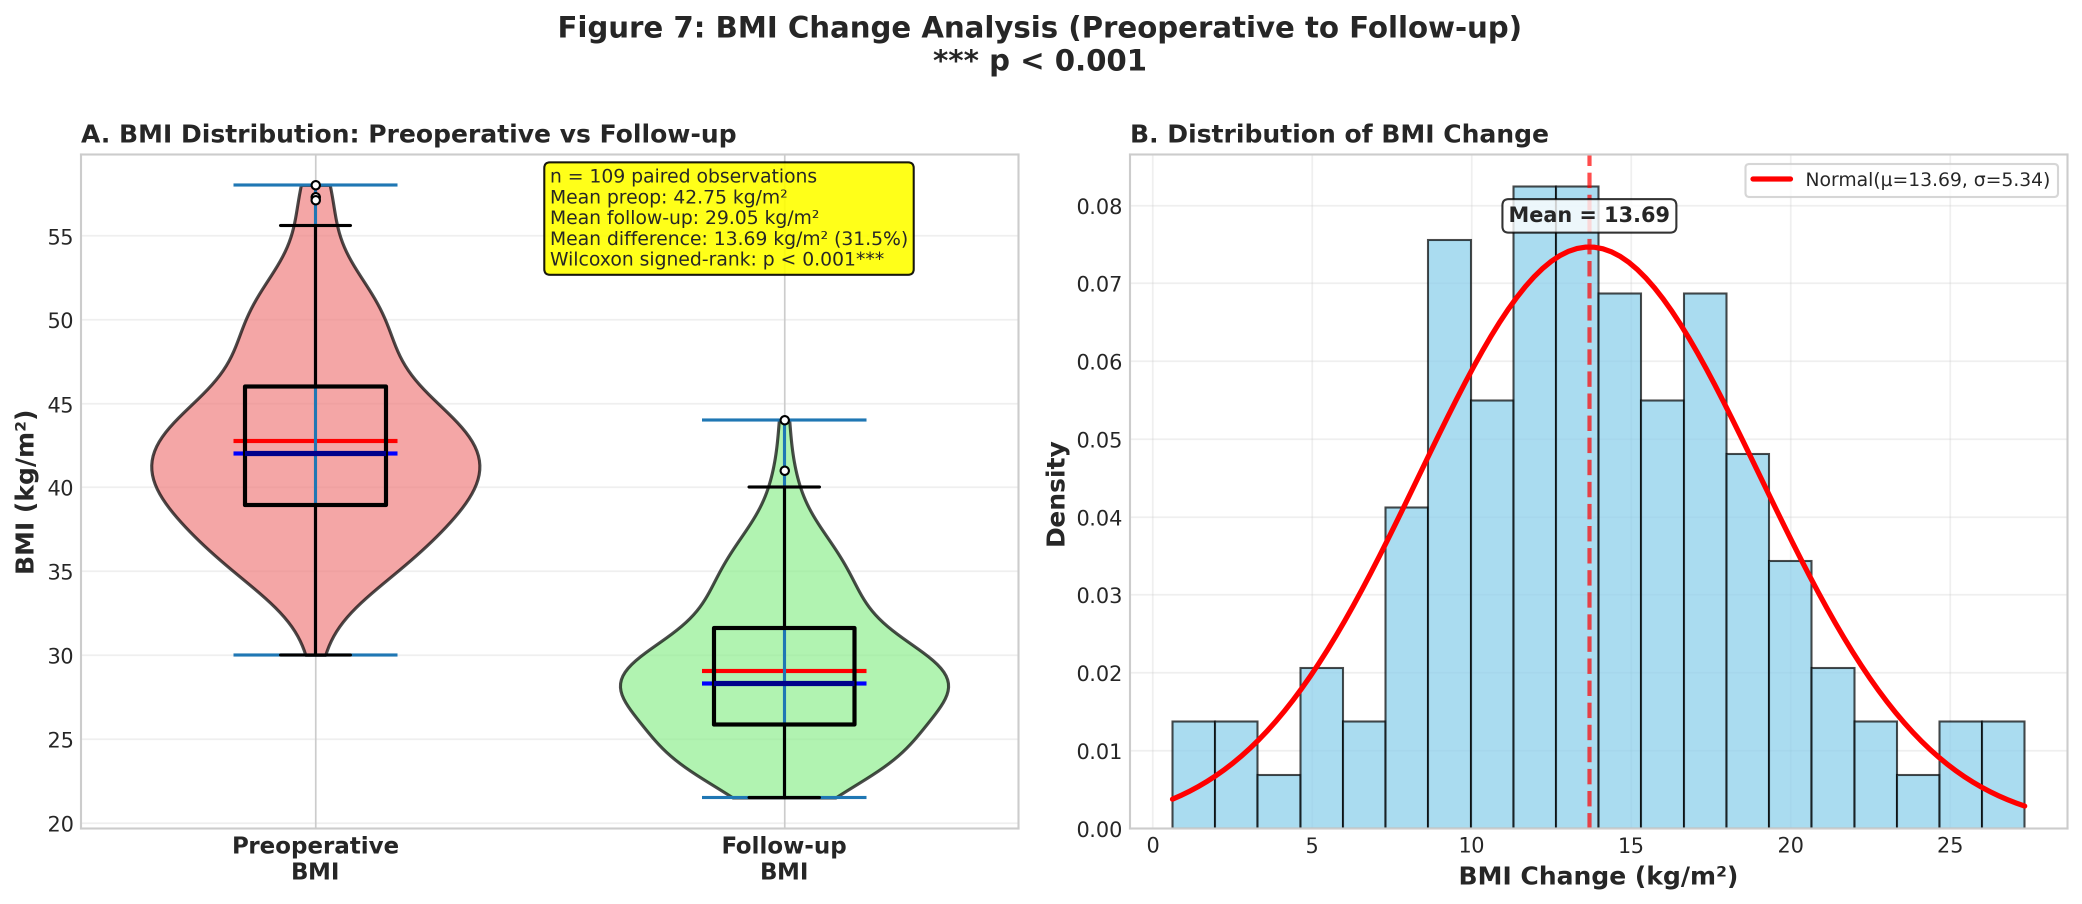 Figure 7: BMI Change Analysis (Preoperative to Follow-up)
*** p < 0.001
A. BMI Distribution: Preoperative vs Follow-up
n = 109 paired observations
Mean preop: 42.75 kg/m²
Mean follow-up: 29.05 kg/m²
Mean difference: 13.69 kg/m² (31.5%)
Wilcoxon signed-rank: p < 0.001***
BMI (kg/m²)
55
50
45
40
35
30
25
20
Preoperative
BMI
Follow-up
BMI
B. Distribution of BMI Change
Normal(μ=13.69, σ=5.34)
Mean = 13.69
Density
0.08
0.07
0.06
0.05
0.04
0.03
0.02
0.01
0.00
0 5 10 15 20 25
BMI Change (kg/m²)